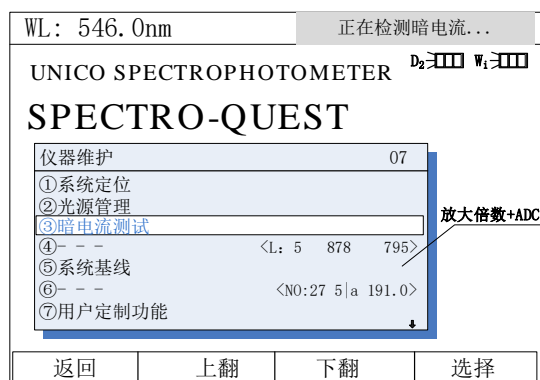 WL: 546.0nm
正在检测暗电流...
D₂ W₁
UNICO SPECTROPHOTOMETER
SPECTRO-QUEST
仪器维护 07
①系统定位
②光源管理
③暗电流测试
④- - - <L: 5 878 795>
⑤系统基线
⑥- - - <NO:27 5|a 191.0>
⑦用户定制功能
放大倍数+ADC
返回 上翻 下翻 选择